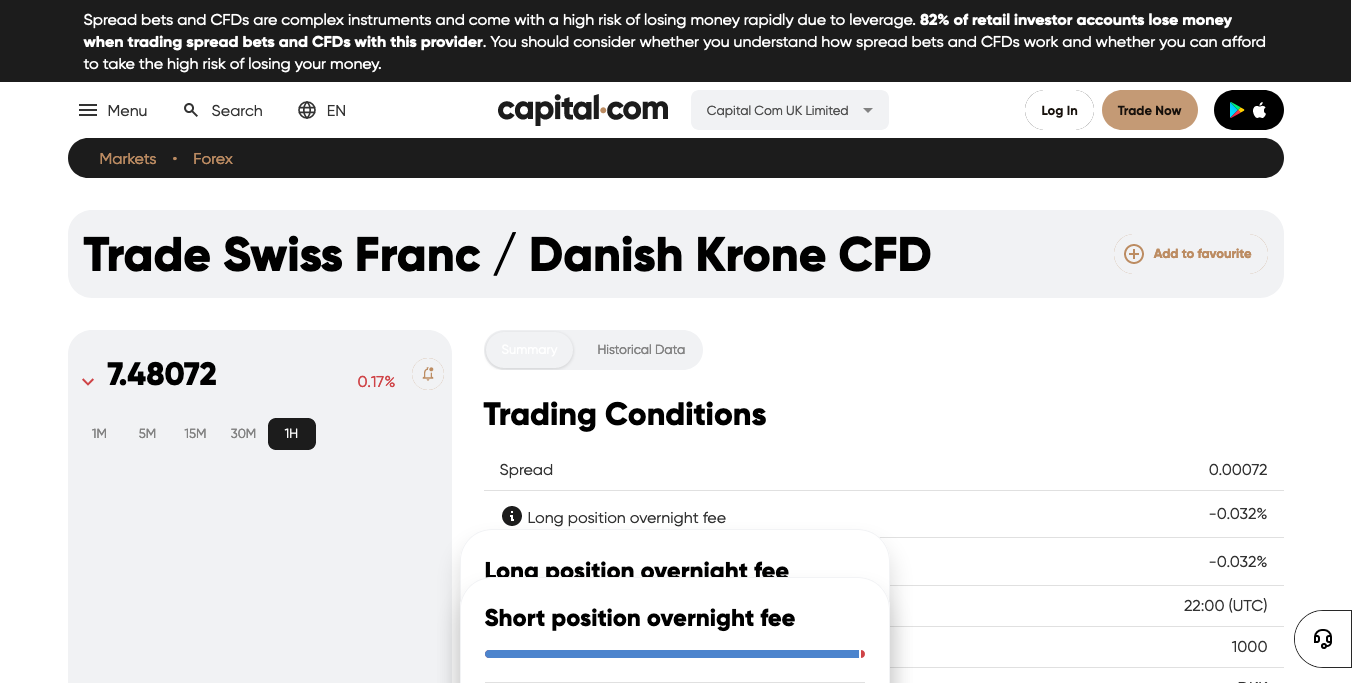 Spread bets and CFDs are complex instruments and come with a high risk of losing money rapidly due to leverage. 82% of retail investor accounts lose money
when trading spread bets and CFDs with this provider. You should consider whether you understand how spread bets and CFDs work and whether you can afford
to take the high risk of losing your money.
Menu
Search
EN
capital.com
Capital Com UK Limited
Log In
Trade Now
Markets
Forex
Trade Swiss Franc / Danish Krone CFD
Add to favourite
7.48072
0.17%
1M
5M
15M
30M
1H
Summary
Historical Data
Trading Conditions
Spread
0.00072
Long position overnight fee
-0.032%
Long position overnight fee
-0.032%
Short position overnight fee
22:00 (UTC)
1000